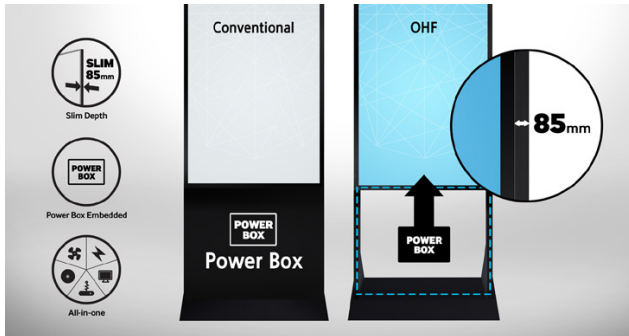 Conventional
OHF
SLIM
85mm
Slim Depth
85mm
POWER
BOX
Power Box Embedded
POWER
BOX
Power Box
POWER
BOX
All-in-one